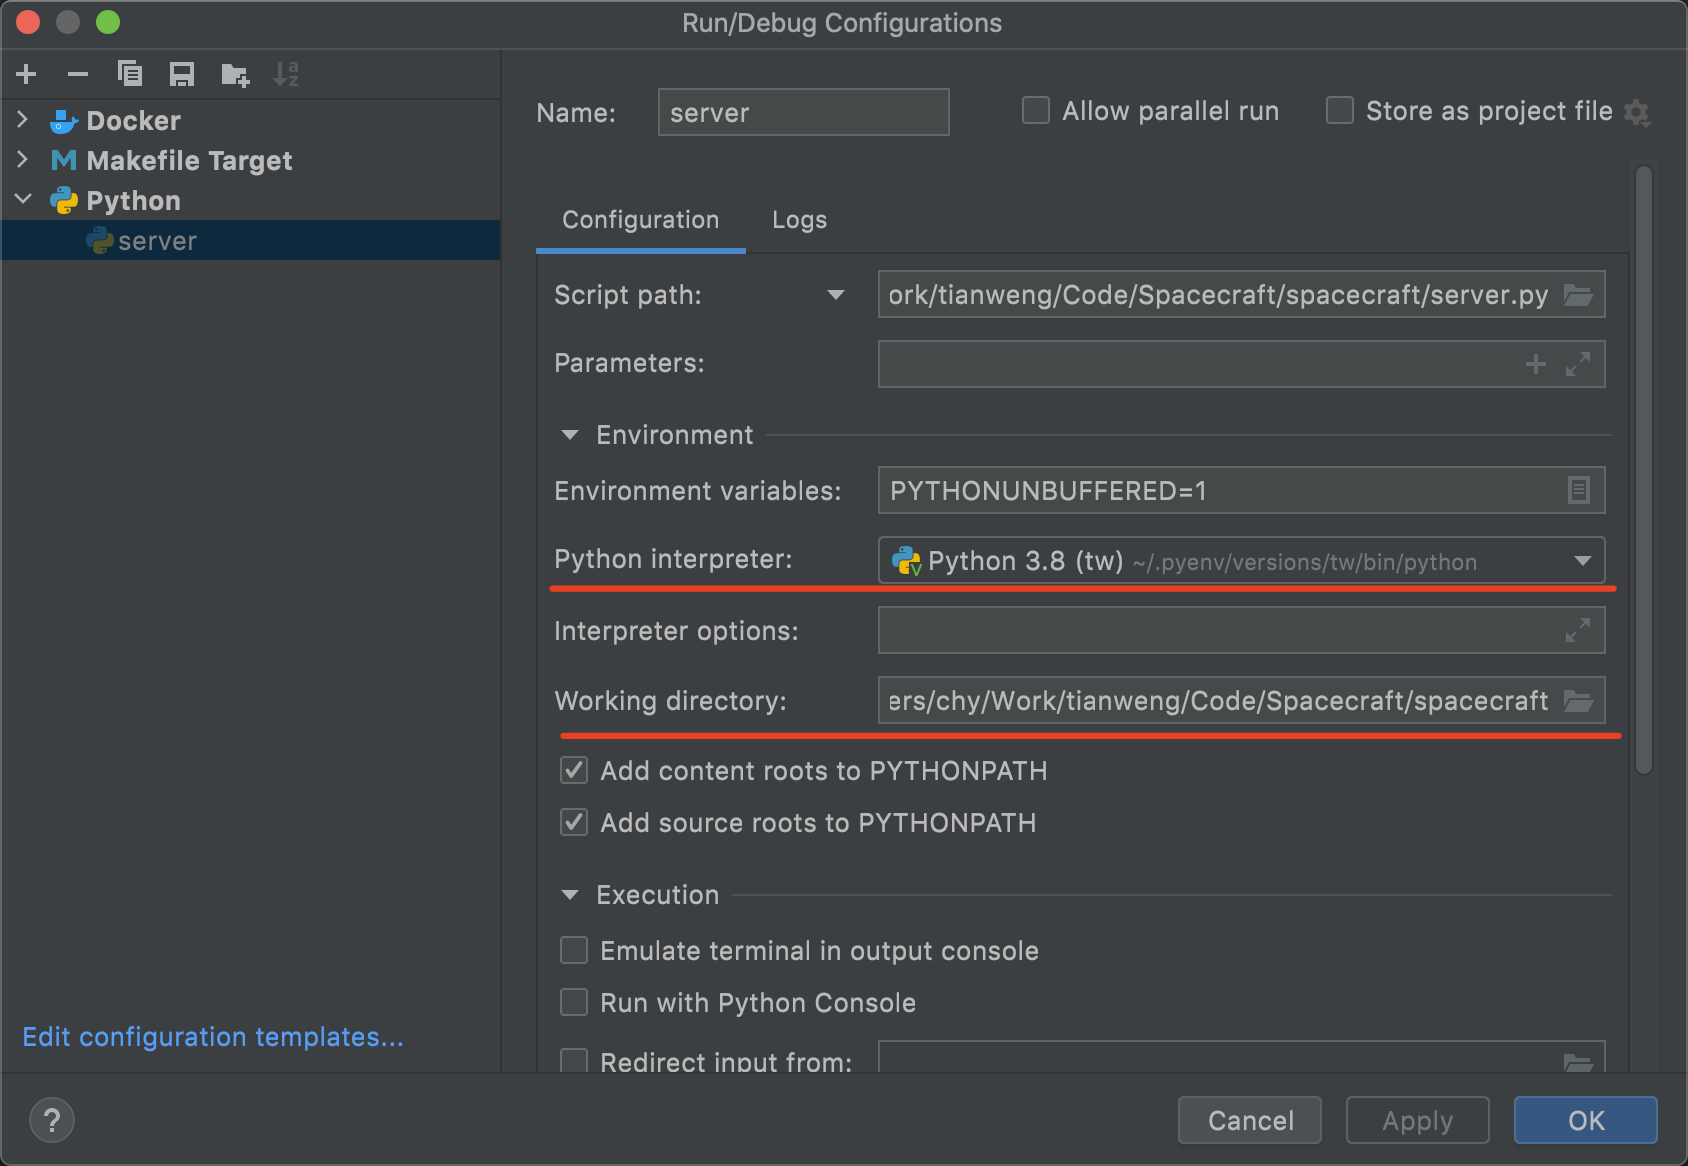 Run/Debug Configurations
Docker
Makefile Target
Python
server
Edit configuration templates...
Name: server
Allow parallel run
Store as project file
Configuration Logs
Script path: ork/tianweng/Code/Spacecraft/spacecraft/server.py
Parameters:
Environment
Environment variables: PYTHONUNBUFFERED=1
Python interpreter: Python 3.8 (tw) ~/.pyenv/versions/tw/bin/python
Interpreter options:
Working directory: ers/chy/Work/tianweng/Code/Spacecraft/spacecraft
Add content roots to PYTHONPATH
Add source roots to PYTHONPATH
Execution
Emulate terminal in output console
Run with Python Console
Redirect input from:
? Cancel Apply OK